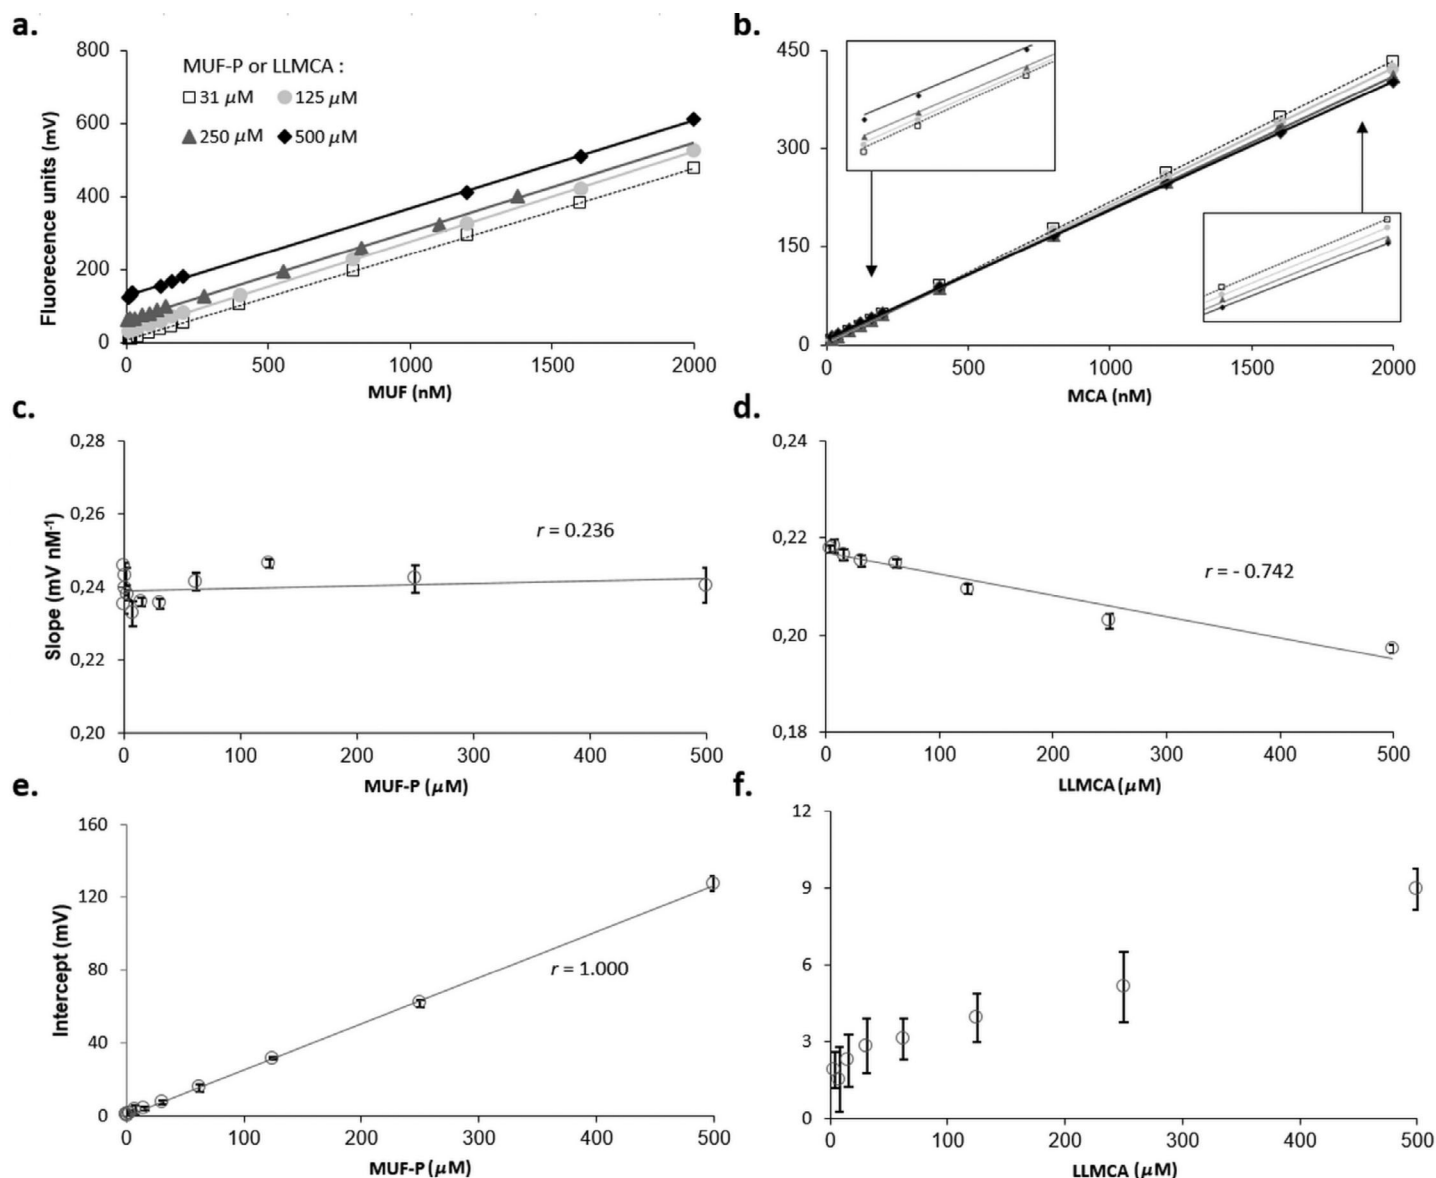 a.
800
600
400
200
0
Fluorecence units (mV)
MUF-P or LLMCA :
31 μM
125 μM
250 μM
500 μM
0
500
1000
1500
2000
MUF (nM)
b.
450
300
150
0
0
500
1000
1500
2000
MCA (nM)
c.
0,28
0,26
0,24
0,22
0,20
Slope (mV nM-1)
r = 0.236
0
100
200
300
400
500
MUF-P (μM)
d.
0,24
0,22
0,20
0,18
r = - 0.742
0
100
200
300
400
500
LLMCA (μM)
e.
160
120
80
40
0
Intercept (mV)
r = 1.000
0
100
200
300
400
500
MUF-P (μM)
f.
12
9
6
3
0
0
100
200
300
400
500
LLMCA (μM)